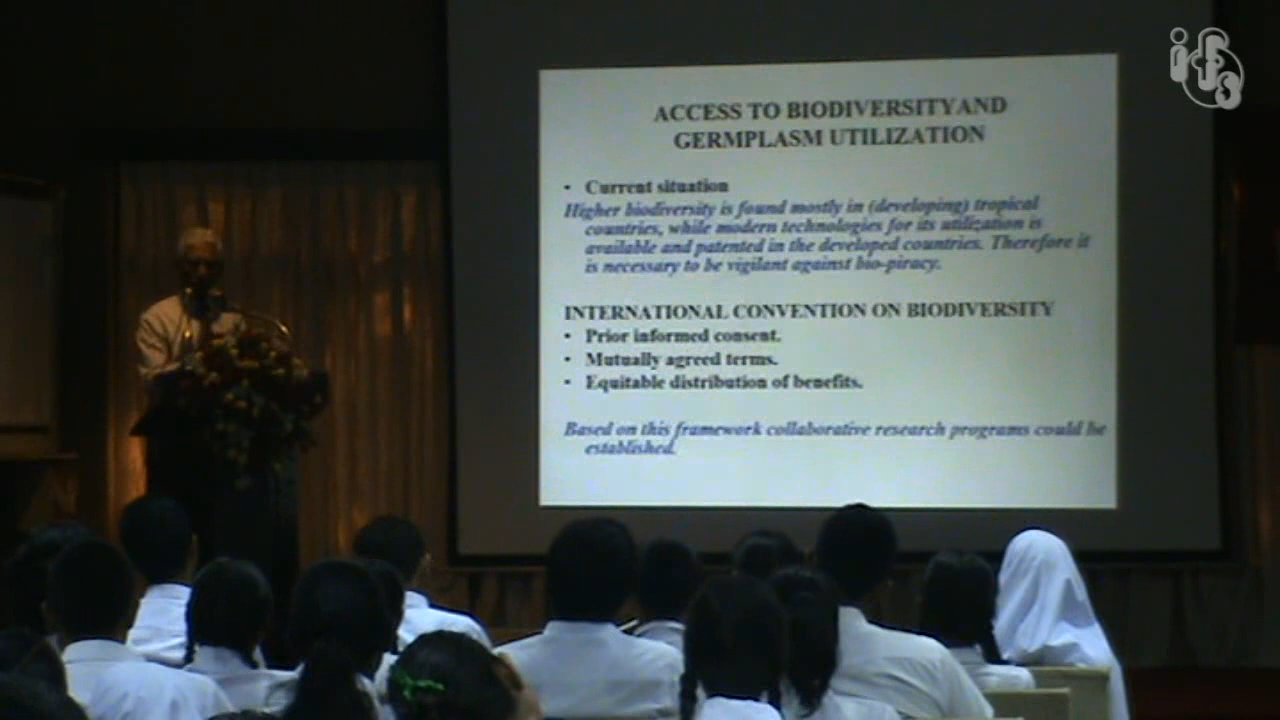 ACCESS TO BIODIVERSITY AND
GERMPLASM UTILIZATION
• Current situation
Higher biodiversity is found mostly in (developing) tropical
countries, while modern technologies for its utilization is
available and patented in the developed countries. Therefore it
is necessary to be vigilant against bio-piracy.
INTERNATIONAL CONVENTION ON BIODIVERSITY
• Prior informed consent.
• Mutually agreed terms.
• Equitable distribution of benefits.
Based on this framework collaborative research programs could be
established.